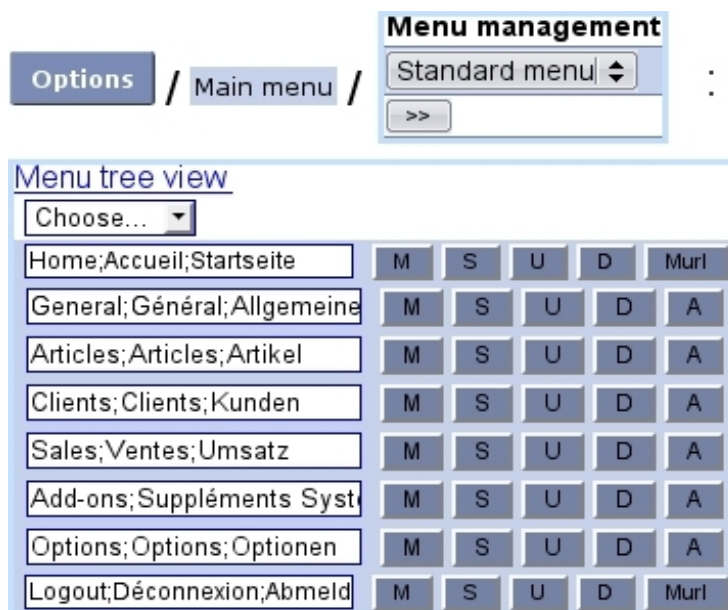 Menu management
Options / Main menu / Standard menu :
>>
Menu tree view
Choose...
Home;Accueil;Startseite M S U D Murl
General;Général;Allgemeine M S U D A
Articles;Articles;Artikel M S U D A
Clients;Clients;Kunden M S U D A
Sales;Ventes;Umsatz M S U D A
Add-ons;Suppléments Syst M S U D A
Options;Options;Optionen M S U D A
Logout;Déconnexion;Abmeld M S U D Murl